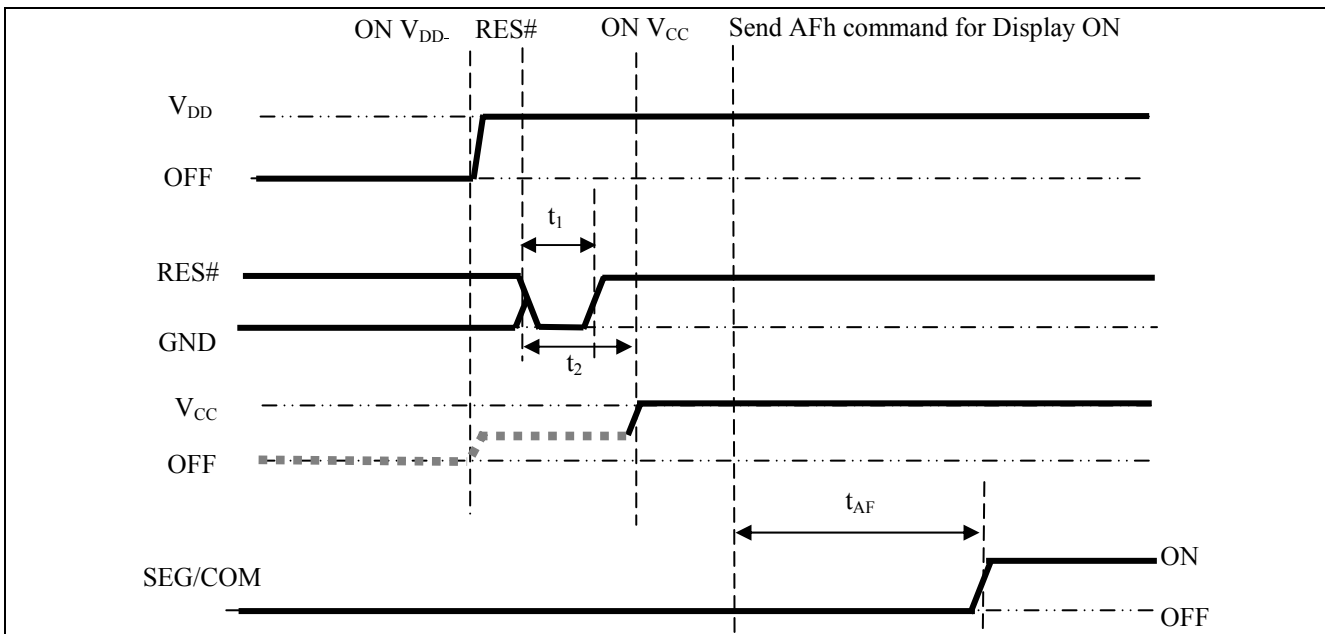 ON V_DD- RES# ON V_CC Send AFh command for Display ON
V_DD
OFF
t_1
RES#
GND
t_2
V_CC
OFF
t_AF
ON
SEG/COM
OFF